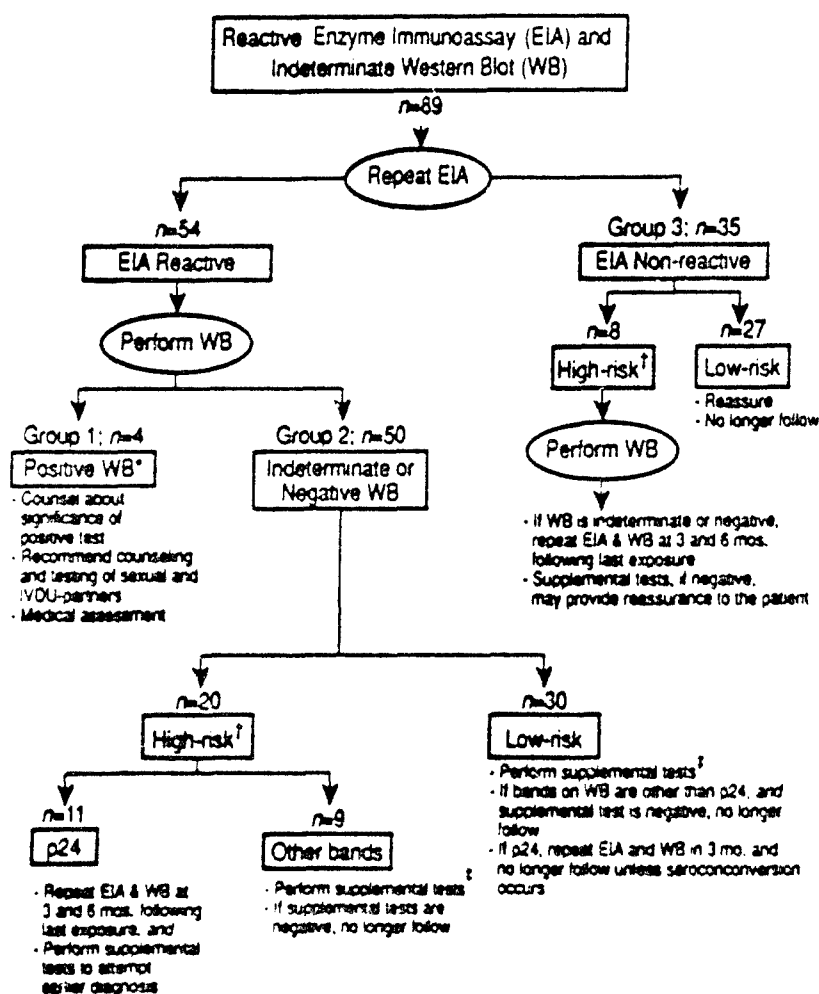 Reactive Enzyme Immunoassay (EIA) and
Indeterminate Western Blot (WB)
n=89
Repeat EIA
n=54
EIA Reactive
Group 3: n=35
EIA Non-reactive
Perform WB
n=8
High-risk†
n=27
Low-risk
- Reassure
- No longer follow
Perform WB
- If WB is indeterminate or negative,
repeat EIA & WB at 3 and 6 mos.
following last exposure
- Supplemental tests, if negative,
may provide reassurance to the patient
Group 1: n=4
Positive WB*
- Counsel about
significance of
positive test
- Recommend counseling
and testing of sexual and
IVDU-partners
- Medical assessment
Group 2: n=50
Indeterminate or
Negative WB
n=20
High-risk†
n=30
Low-risk
- Perform supplemental tests‡
- If bands on WB are other than p24, and
supplemental test is negative, no longer
follow
- If p24, repeat EIA and WB in 3 mo. and
no longer follow unless seroconversion
occurs
n=11
p24
- Repeat EIA & WB at
3 and 6 mos. following
last exposure, and
- Perform supplemental
tests to attempt
earlier diagnosis
n=9
Other bands
- Perform supplemental tests‡
- If supplemental tests are
negative, no longer follow